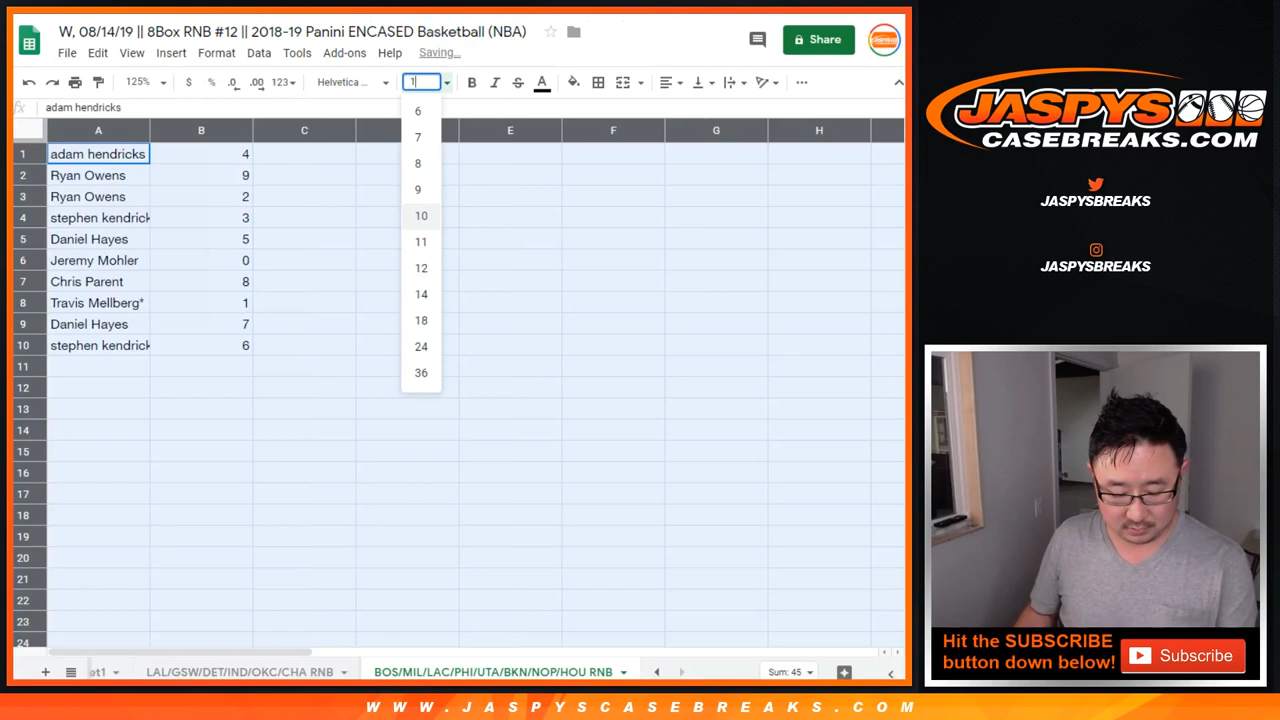 W, 08/14/19 || 8Box RNB #12 || 2018-19 Panini ENCASED Basketball (NBA)
File Edit View Insert Format Data Tools Add-ons Help Saving...
Share
125% $ % .0 .00 123 Helvetica ... 1 B I S A ...
fx adam hendricks
A B C E F G H
1 adam hendricks 4
2 Ryan Owens 9
3 Ryan Owens 2
4 stephen kendrick 3
5 Daniel Hayes 5
6 Jeremy Mohler 0
7 Chris Parent 8
8 Travis Mellberg* 1
9 Daniel Hayes 7
10 stephen kendrick 6
11
12
13
14
15
16
17
18
19
20
21
22
23
24
6
7
8
9
10
11
12
14
18
24
36
et1 LAL/GSW/DET/IND/OKC/CHA RNB BOS/MIL/LAC/PHI/UTA/BKN/NOP/HOU RNB Sum: 45
JASPYS
CASEBREAKS.COM
JASPYSBREAKS
JASPYSBREAKS
Hit the SUBSCRIBE
button down below!
Subscribe
WWW.JASPYSCASEBREAKS.COM